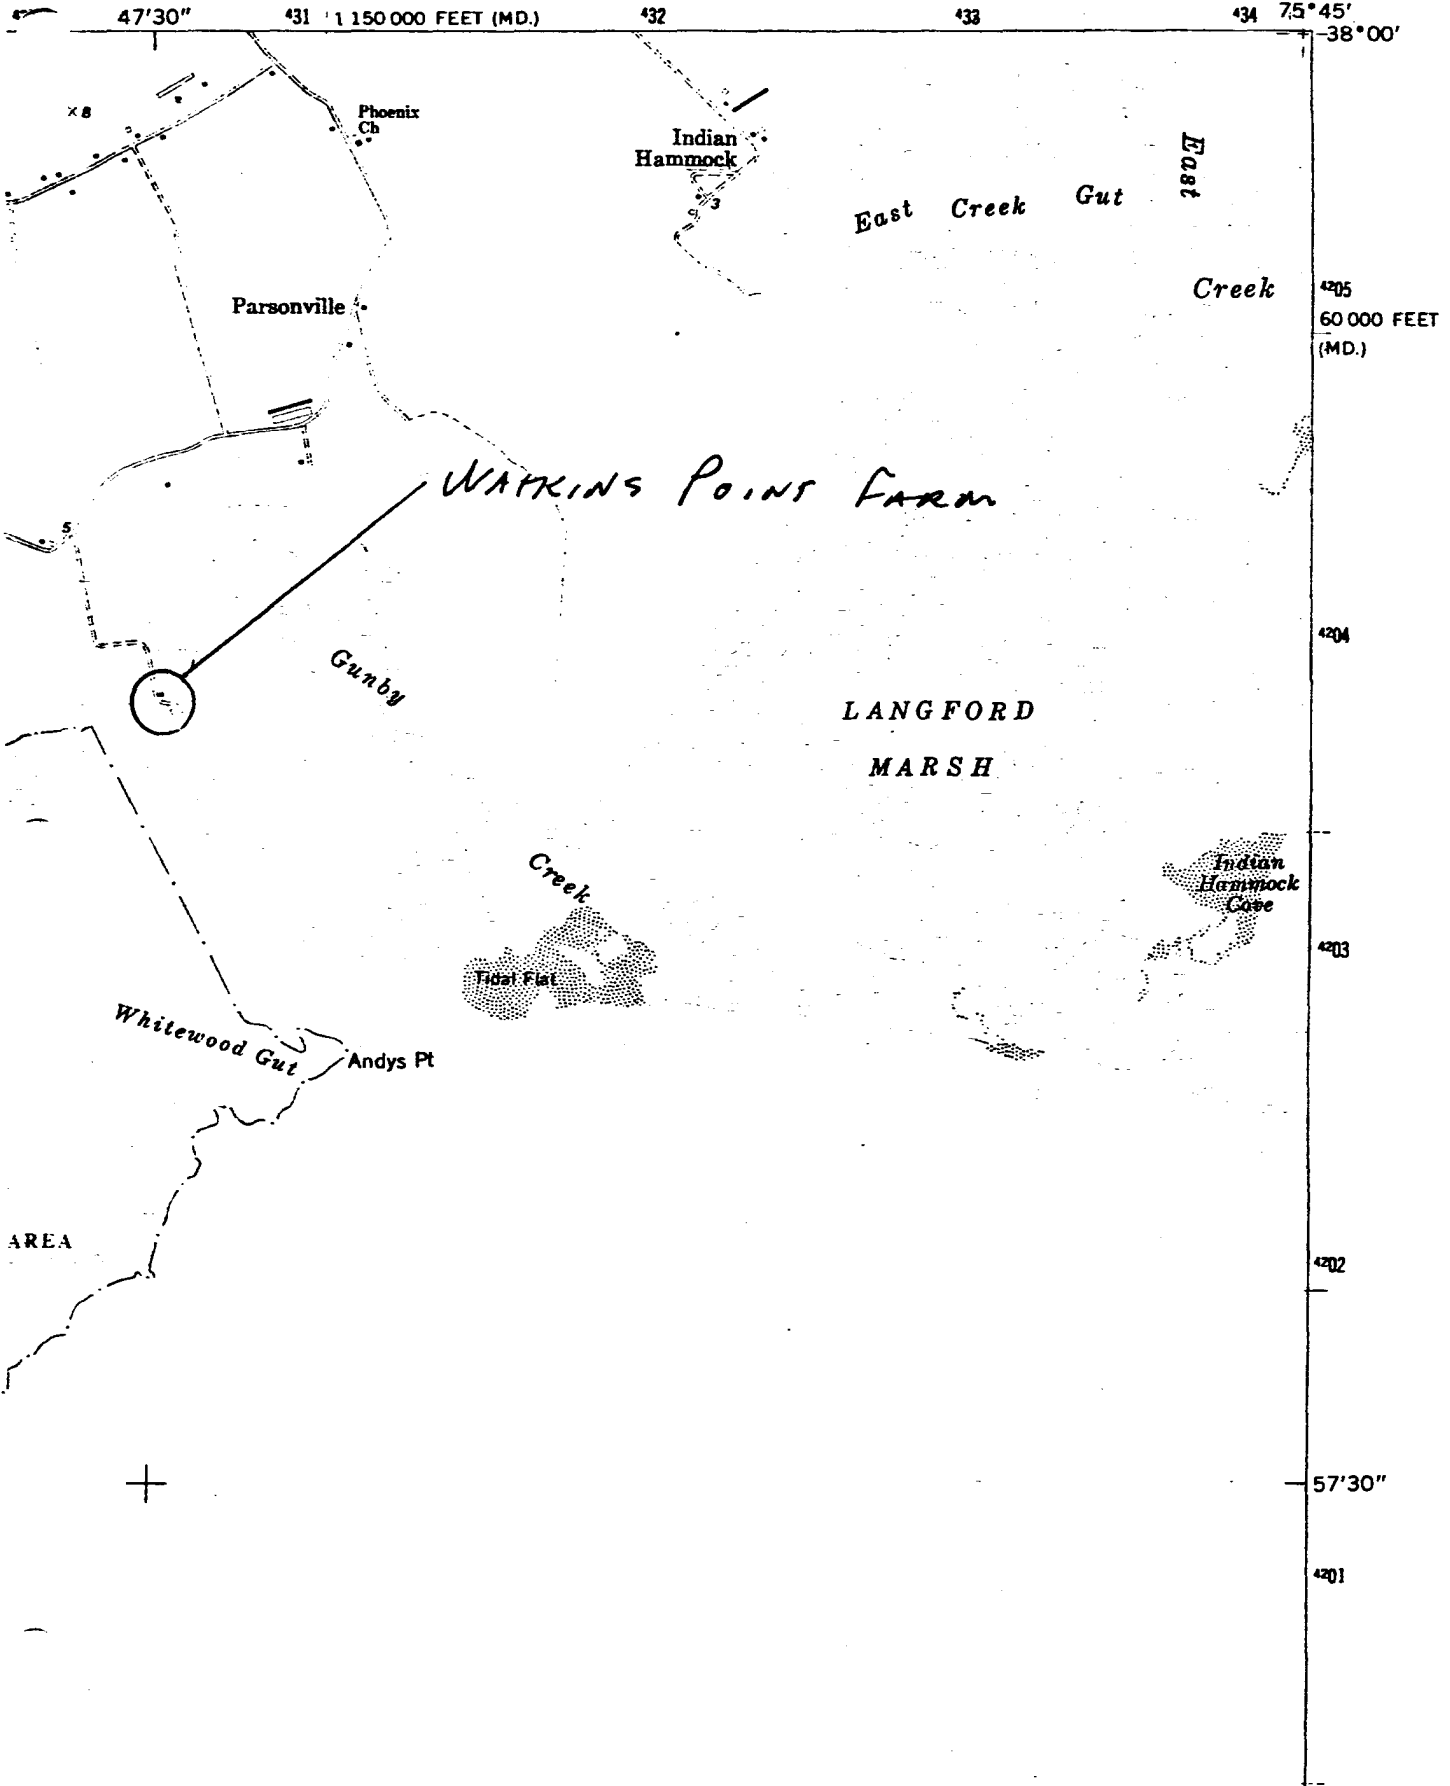 47'30"
431
1 150 000 FEET (MD.)
432
433
434
75°45'
38°00'
×8
Phoenix
Ch
Indian
Hammock
3
East Creek Gut
East
Creek
4205
60 000 FEET
(MD.)
Parsonville
WATKINS POINT FARM
5
4204
Gunby
LANGFORD
MARSH
Creek
Indian
Hammock
Cove
4203
Tidal Flat
Whitewood Gut
Andys Pt
AREA
4202
57'30"
4201